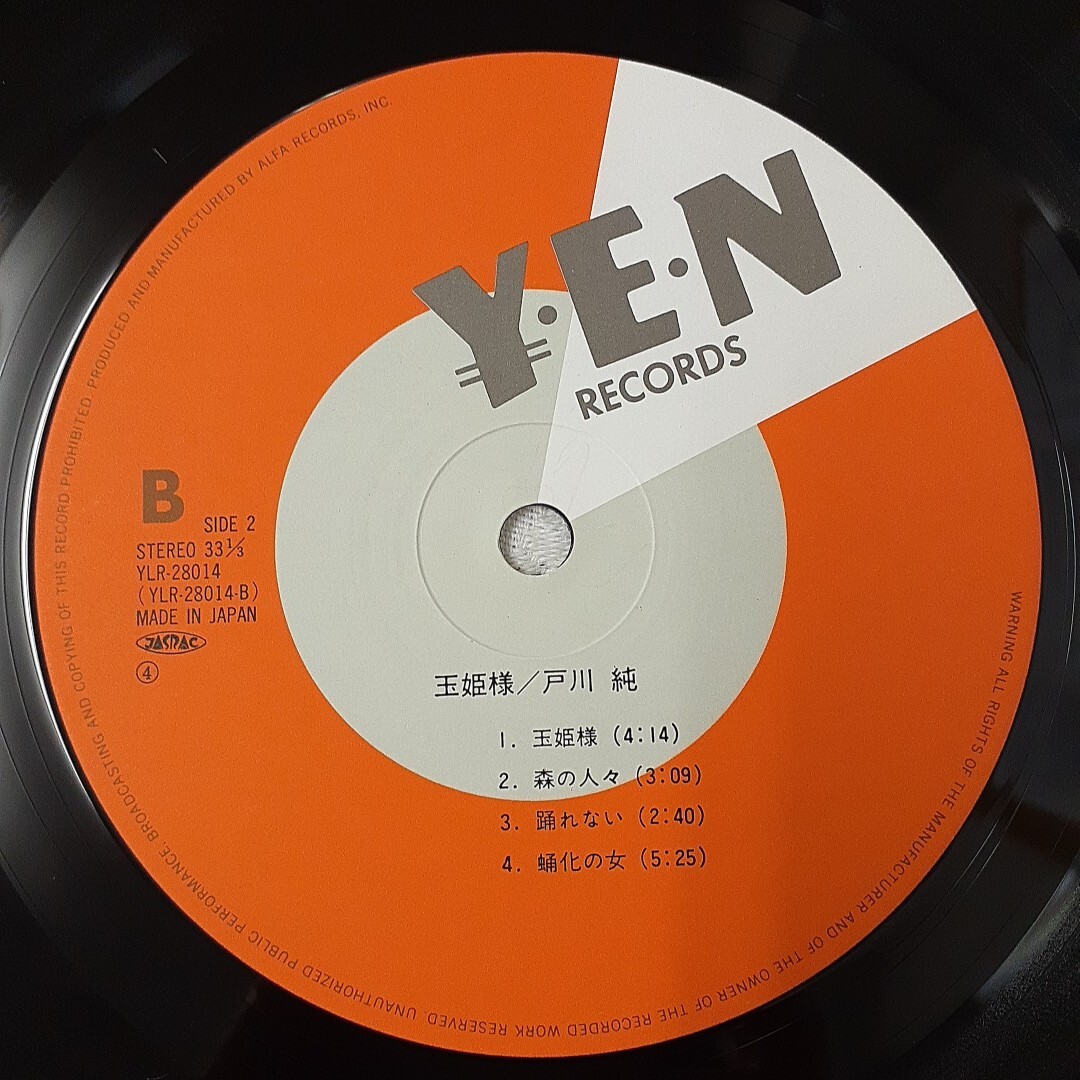 Y·E·N
RECORDS
B
SIDE 2
STEREO 33⅓
YLR-28014
(YLR-28014-B)
MADE IN JAPAN
JASRAC
④
玉姫様/戸川 純
1. 玉姫様 (4:14)
2. 森の人々 (3:09)
3. 踊れない (2:40)
4. 蛹化の女 (5:25)
WARNING ALL RIGHTS OF THE MANUFACTURER AND OF THE OWNER OF THE RECORDED WORK RESERVED. UNAUTHORIZED PUBLIC PERFORMANCE, BROADCASTING AND COPYING OF THIS RECORD PROHIBITED. PRODUCED AND MANUFACTURED BY ALFA RECORDS, INC.